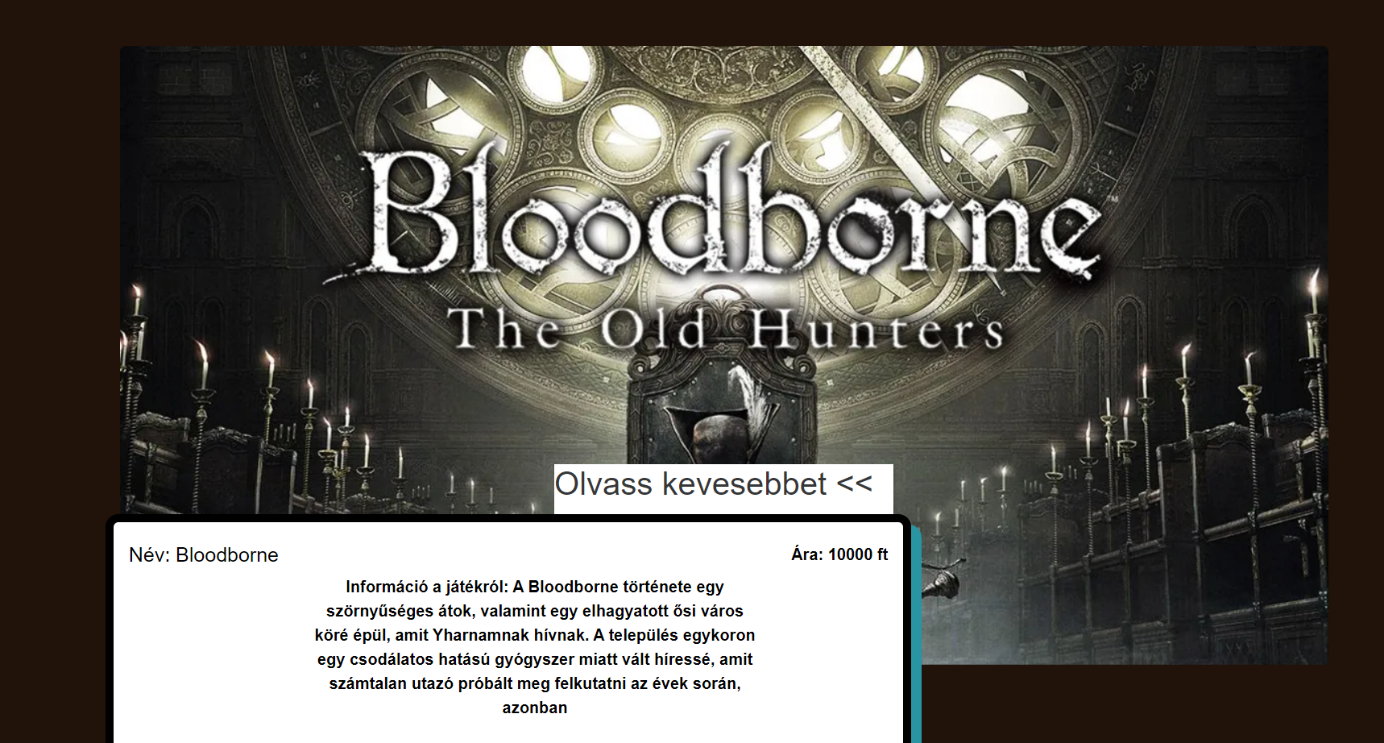 Bloodborne™
The Old Hunters
Olvass kevesebbet <<
Név: Bloodborne
Ára: 10000 ft
Információ a játékról: A Bloodborne története egy
szörnyűséges átok, valamint egy elhagyatott ősi város
köré épül, amit Yharnamnak hívnak. A település egykoron
egy csodálatos hatású gyógyszer miatt vált híressé, amit
számtalan utazó próbált meg felkutatni az évek során,
azonban